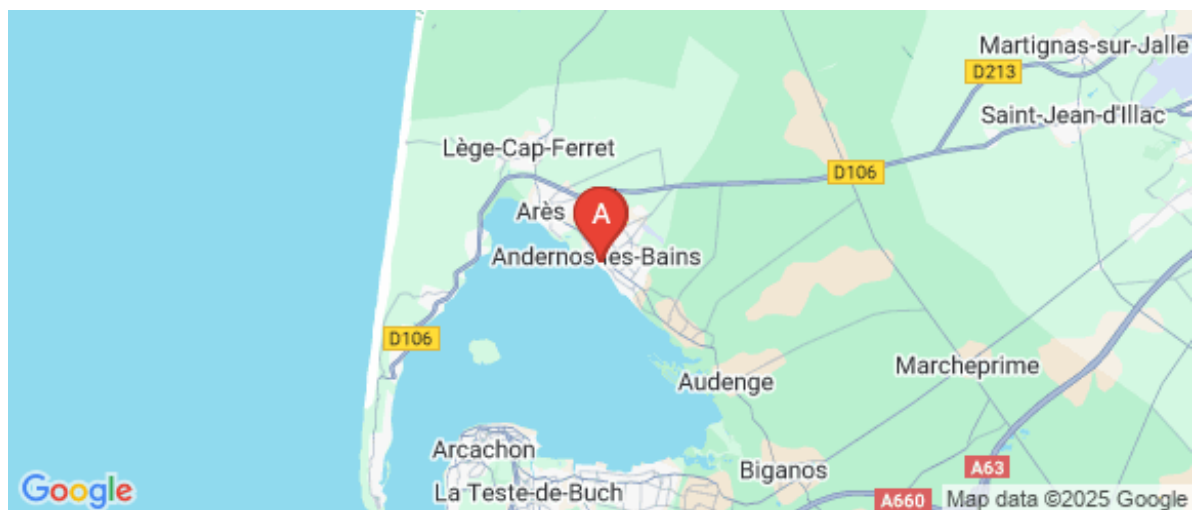 Martignas-sur-Jalle
D213
Saint-Jean-d'Illac
Lège-Cap-Ferret
D106
Arès
A
Andernos-les-Bains
D106
Marcheprime
Audenge
Arcachon
Biganos
A63
La Teste-de-Buch
A660
Google
Map data ©2025 Google